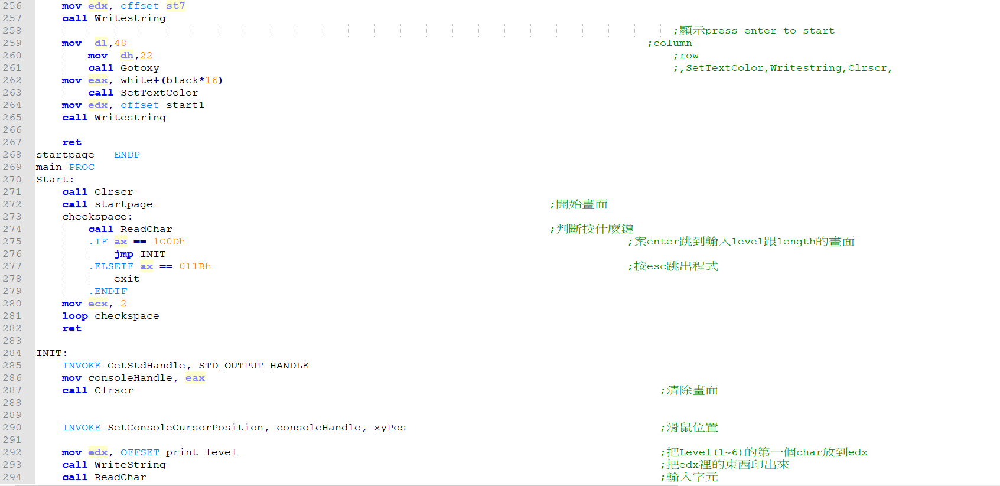 256 mov edx, offset st7
257 call Writestring
258 ;顯示press enter to start
259 mov dl,48 ;column
260 mov dh,22 ;row
261 call Gotoxy ;,SetTextColor,Writestring,Clrscr,
262 mov eax, white+(black*16)
263 call SetTextColor
264 mov edx, offset start1
265 call Writestring
266
267 ret
268 startpage ENDP
269 main PROC
270 Start:
271 call Clrscr
272 call startpage ;開始畫面
273 checkspace:
274 call ReadChar ;判斷按什麼鍵
275 .IF ax == 1C0Dh ;案enter跳到輸入level跟length的畫面
276 jmp INIT
277 .ELSEIF ax == 011Bh ;按esc跳出程式
278 exit
279 .ENDIF
280 mov ecx, 2
281 loop checkspace
282 ret
283
284 INIT:
285 INVOKE GetStdHandle, STD_OUTPUT_HANDLE
286 mov consoleHandle, eax
287 call Clrscr ;清除畫面
288
289
290 INVOKE SetConsoleCursorPosition, consoleHandle, xyPos ;滑鼠位置
291
292 mov edx, OFFSET print_level ;把Level(1~6)的第一個char放到edx
293 call WriteString ;把edx裡的東西印出來
294 call ReadChar ;輸入字元